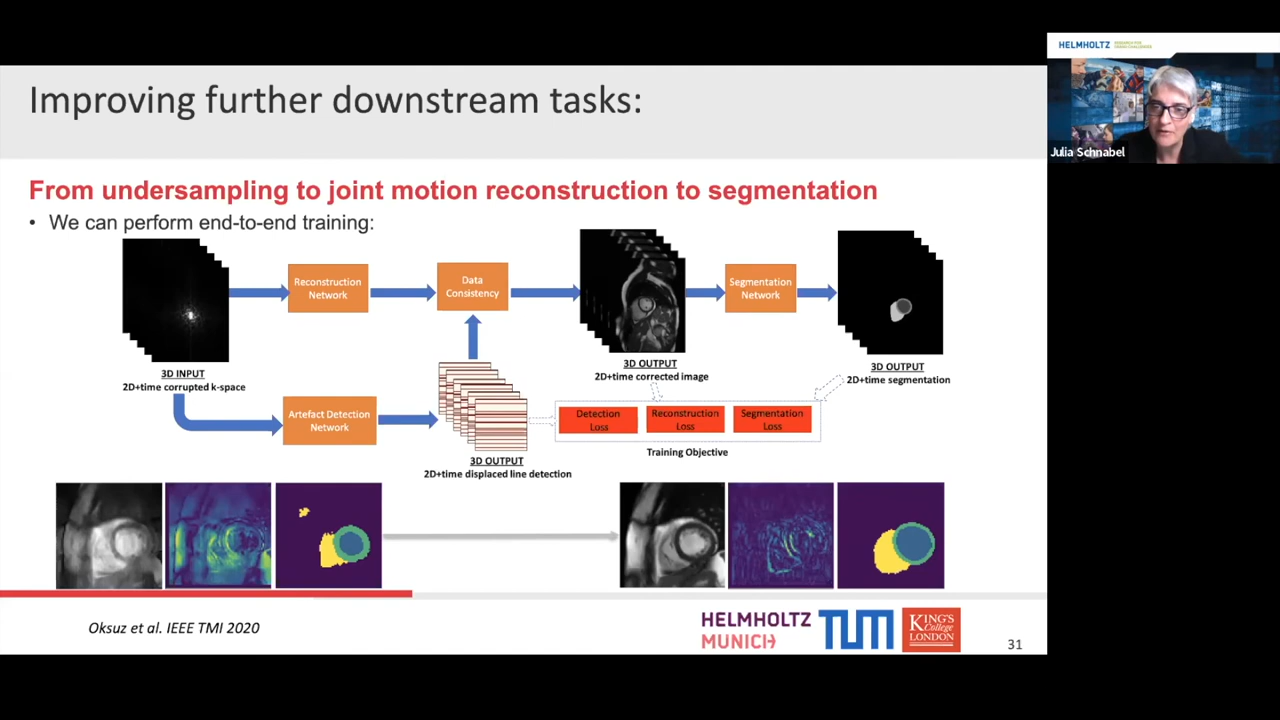 Improving further downstream tasks:
HELMHOLTZ
Julia Schnabel
From undersampling to joint motion reconstruction to segmentation
• We can perform end-to-end training:
Reconstruction
Network
Data
Consistency
Segmentation
Network
3D INPUT
2D+time corrupted k-space
3D OUTPUT
2D+time corrected image
3D OUTPUT
2D+time segmentation
Artefact Detection
Network
Detection
Loss
Reconstruction
Loss
Segmentation
Loss
Training Objective
3D OUTPUT
2D+time displaced line detection
Oksuz et al. IEEE TMI 2020
HELMHOLTZ
MUNICH
TUM
KING'S
College
LONDON
31